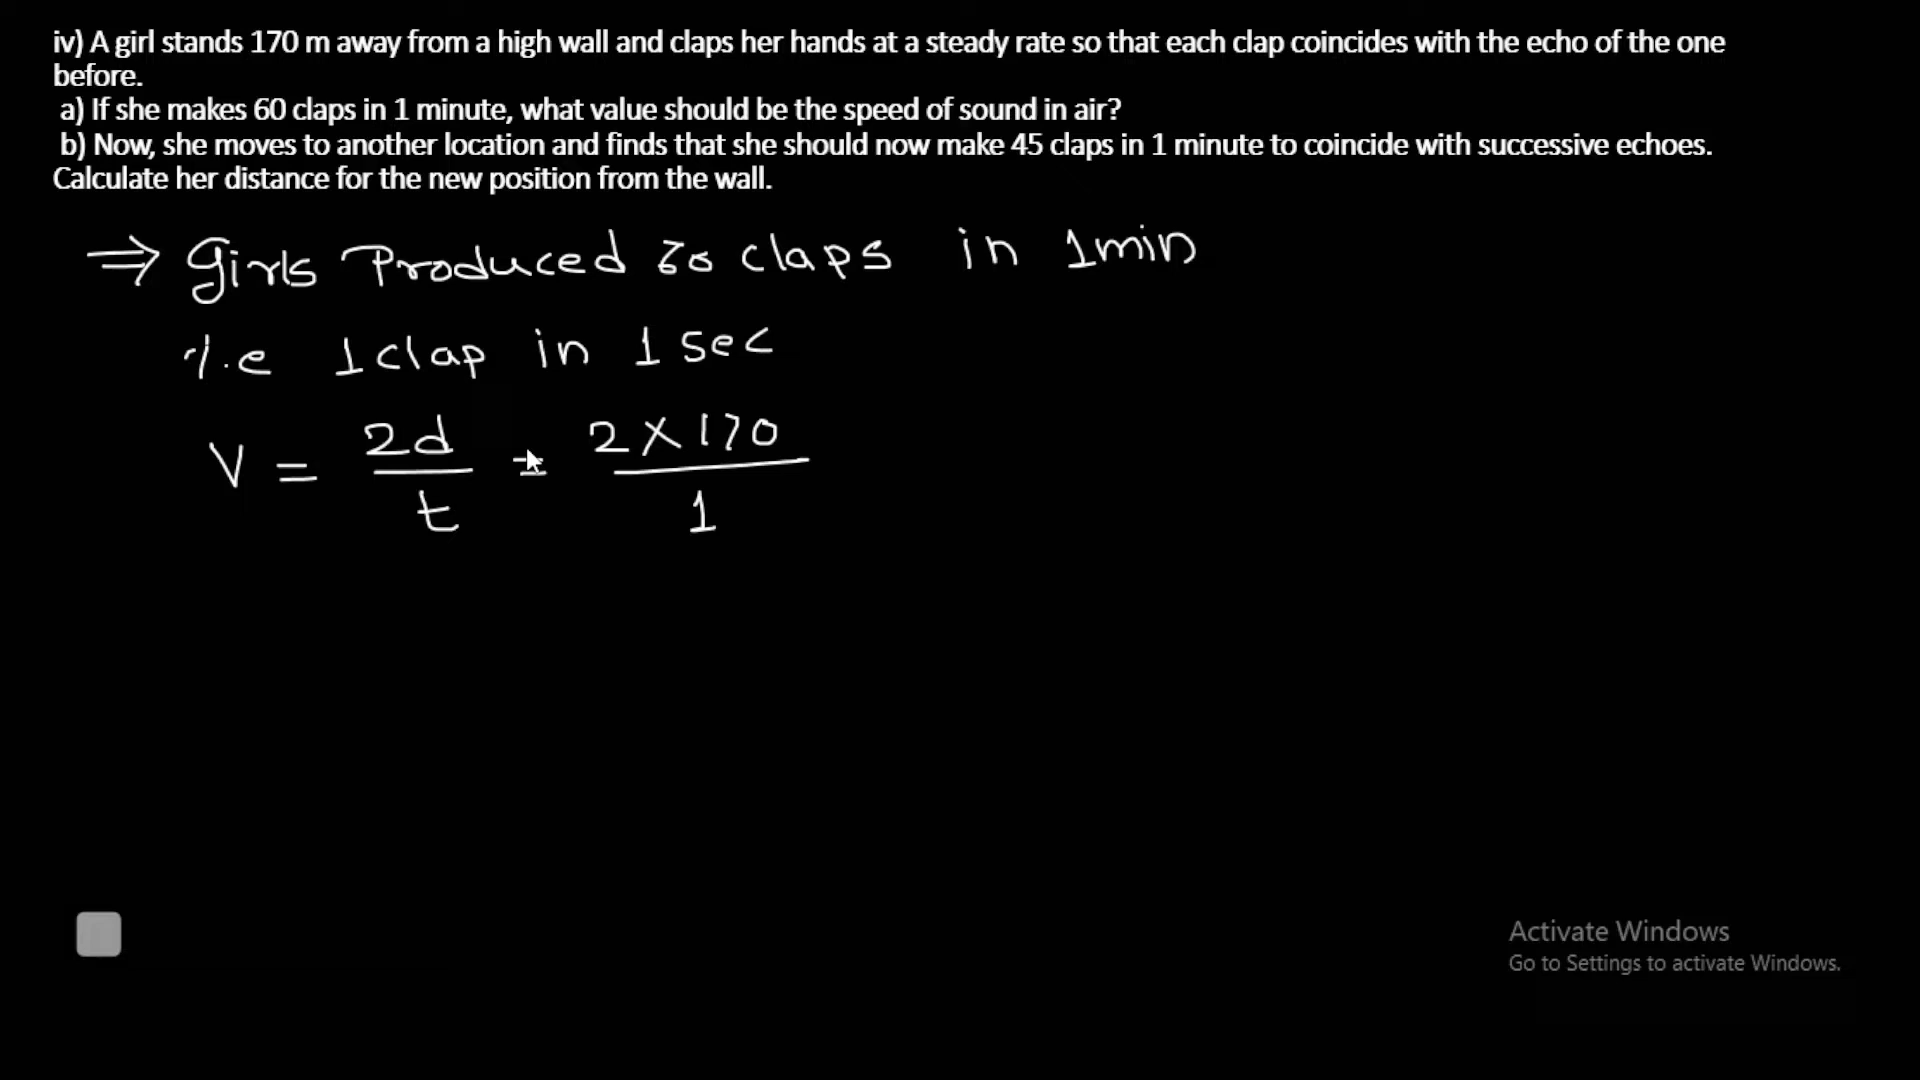 iv) A girl stands 170 m away from a high wall and claps her hands at a steady rate so that each clap coincides with the echo of the one
before.
a) If she makes 60 claps in 1 minute, what value should be the speed of sound in air?
b) Now, she moves to another location and finds that she should now make 45 claps in 1 minute to coincide with successive echoes.
Calculate her distance for the new position from the wall.
⇒ Girls Produced 60 claps in 1 min
i.e 1 clap in 1 sec
V = 2d / t = 2 × 170 / 1
Activate Windows
Go to Settings to activate Windows.